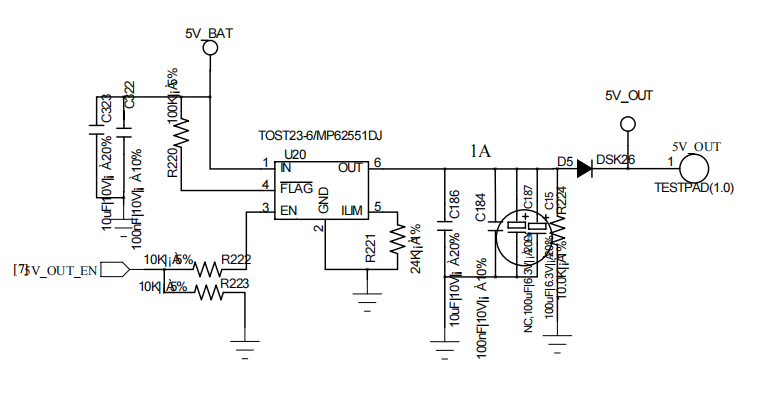 5V_BAT
C323
10uF|10V|¡ À20%
C322
100nF|10V|¡ À10%
100K|¡À5%
R220
TOST23-6/MP62551DJ
U20
1
IN
OUT
6
4
FLAG
3
EN
GND
ILIM
5
2
R221
24K|¡À1%
[7]5V_OUT_EN
10K|¡À5%
R222
10K|¡À5%
R223
1A
C186
10uF|10V|¡ À20%
C184
100nF|10V|¡ À10%
C187
NC,100uF|6.3V|¡ À20%
C15
100uF|6.3V|¡ À20%
R224
10.0K|¡À1%
D5
DSK26
5V_OUT
5V_OUT
1
TESTPAD(1.0)